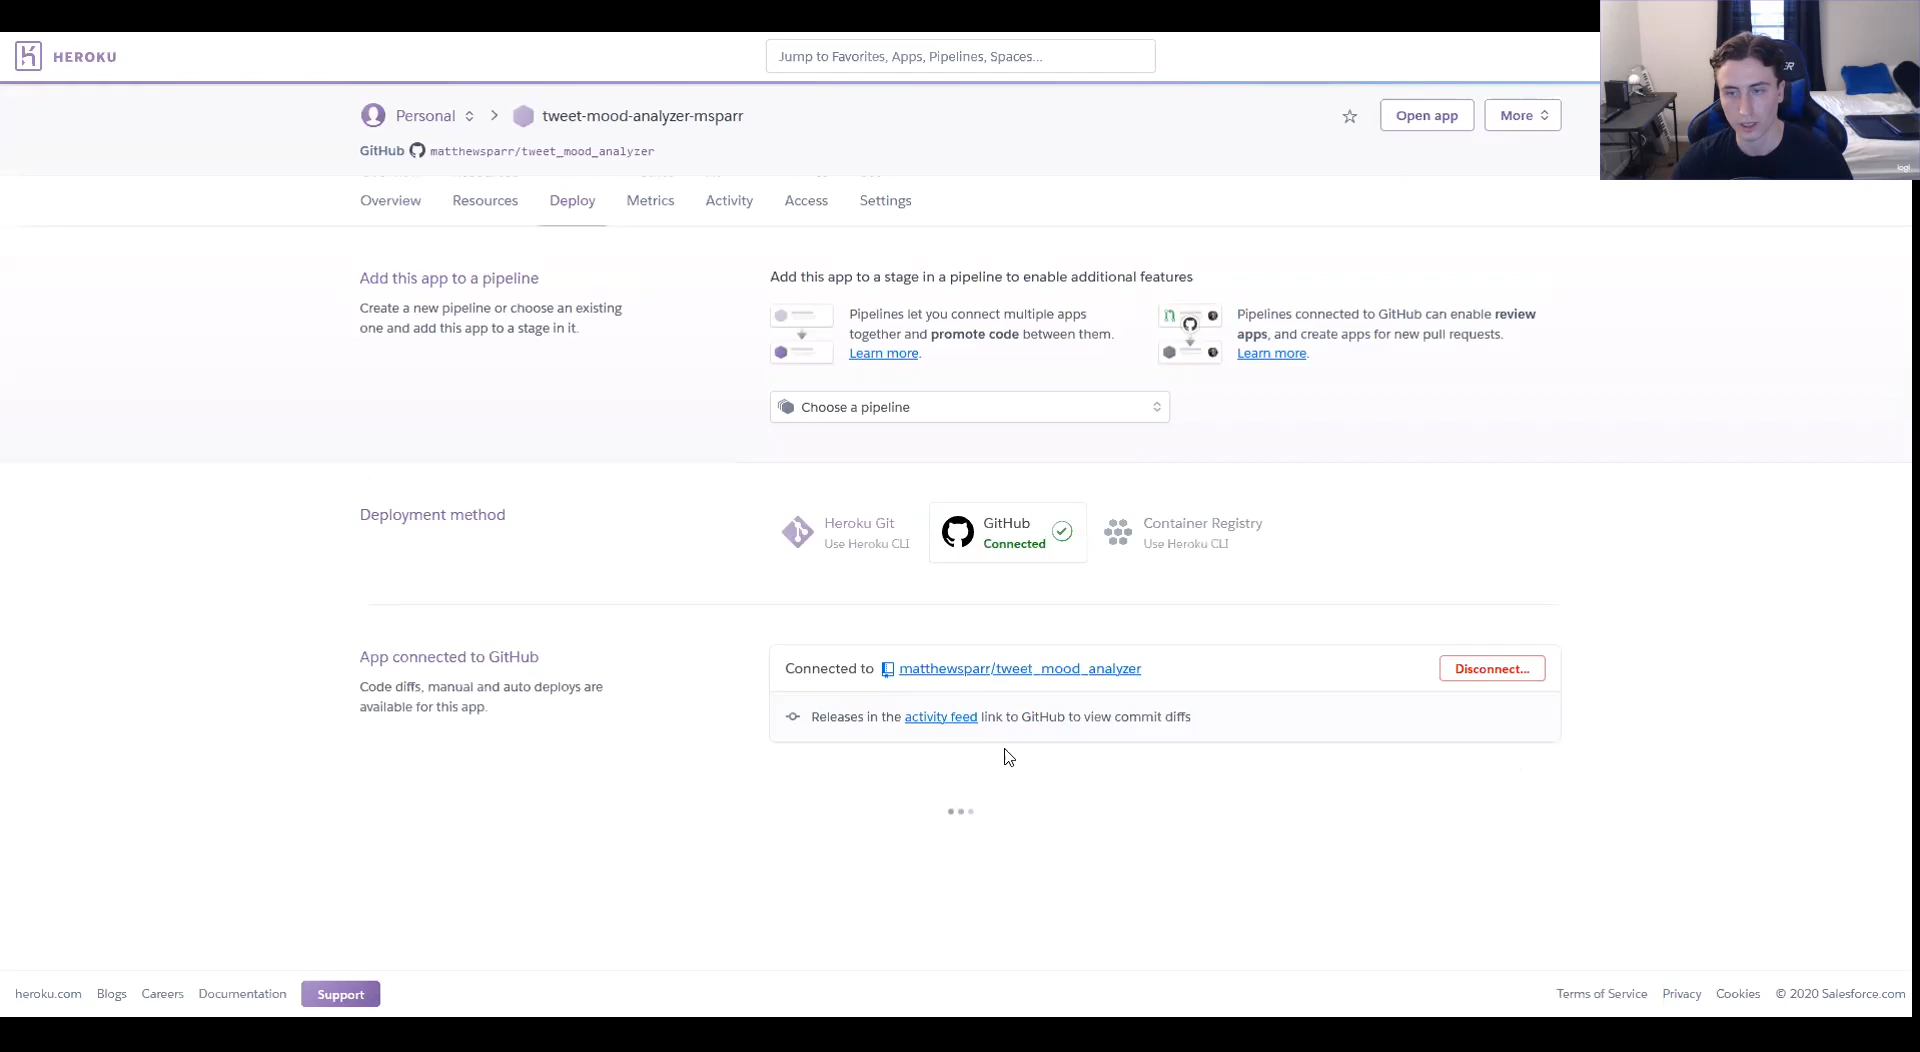 HEROKU
Jump to Favorites, Apps, Pipelines, Spaces...
Personal
tweet-mood-analyzer-msparr
Open app
More
GitHub matthewsparr/tweet_mood_analyzer
Overview
Resources
Deploy
Metrics
Activity
Access
Settings
Add this app to a pipeline
Create a new pipeline or choose an existing
one and add this app to a stage in it.
Add this app to a stage in a pipeline to enable additional features
Pipelines let you connect multiple apps
together and promote code between them.
Learn more.
Pipelines connected to GitHub can enable review
apps, and create apps for new pull requests.
Learn more.
Choose a pipeline
Deployment method
Heroku Git
Use Heroku CLI
GitHub
Connected
Container Registry
Use Heroku CLI
App connected to GitHub
Code diffs, manual and auto deploys are
available for this app.
Connected to matthewsparr/tweet_mood_analyzer
Disconnect...
Releases in the activity feed link to GitHub to view commit diffs
heroku.com
Blogs
Careers
Documentation
Support
Terms of Service
Privacy
Cookies
© 2020 Salesforce.com
logi